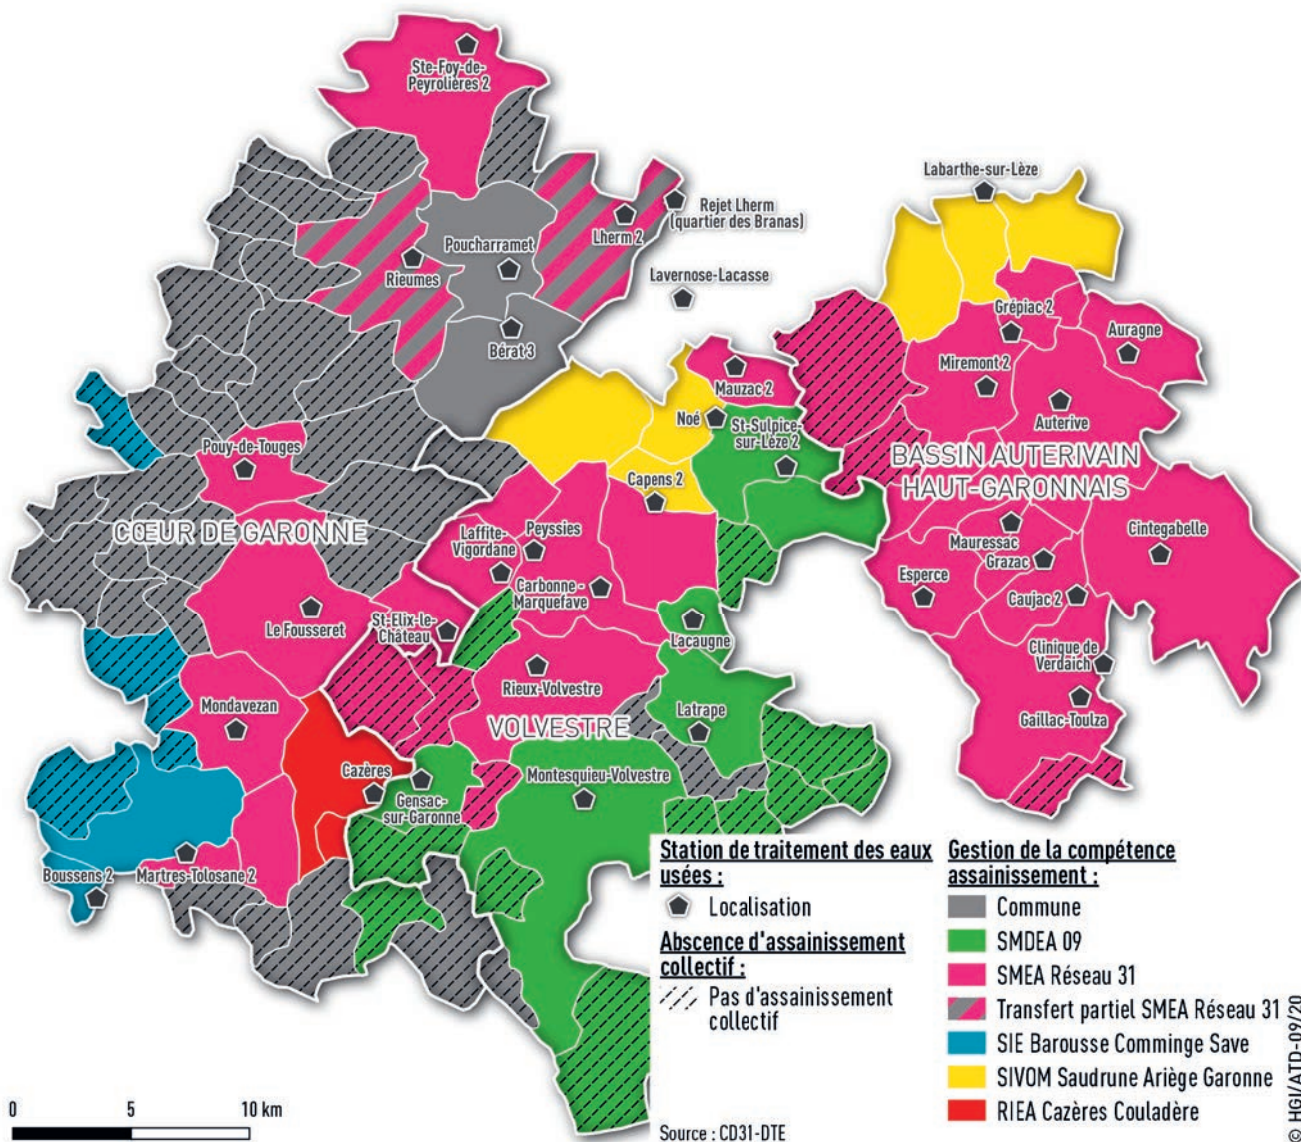 Ste-Foy-de-
Peyrolières 2
Labarthe-sur-Lèze
Rejet Lherm
(quartier des Branas)
Lherm 2
Poucharramet
Rieumes
Lavernose-Lacasse
Grépiac 2
Auragne
Bérat 3
Miremont 2
Mauzac 2
Auterive
Noé
St-Sulpice-
sur-Lèze 2
Pouy-de-Touges
BASSIN AUTERIVAIN
HAUT-GARONNAIS
Capens 2
CŒUR DE GARONNE
Peyssies
Laffite-
Vigordane
Mauressac
Cintegabelle
Grazac
Esperce
Carbonne-
Marquefave
Caujac 2
Le Fousseret
St-Elix-le-
Château
Lacaugne
Clinique de
Verdaich
Rieux-Volvestre
Gaillac-Toulza
Mondavezan
Latrape
VOLVESTRE
Cazères
Gensac-
sur-Garonne
Montesquieu-Volvestre
Boussens 2
Martres-Tolosane 2
Station de traitement des eaux
usées :
Localisation
Abscence d'assainissement
collectif :
Pas d'assainissement
collectif
Gestion de la compétence
assainissement :
Commune
SMDEA 09
SMEA Réseau 31
Transfert partiel SMEA Réseau 31
SIE Barousse Comminge Save
SIVOM Saudrune Ariège Garonne
RIEA Cazères Couladère
0 5 10 km
Source : CD31-DTE
© HGI/ATD-09/20